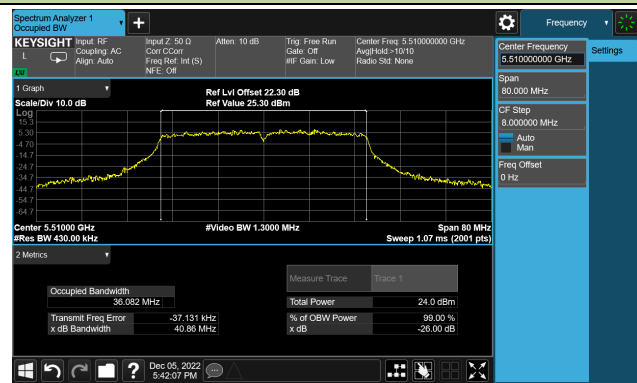 Spectrum Analyzer 1
Occupied BW
Frequency
KEYSIGHT
L
LXI
Input: RF
Coupling: AC
Align: Auto
Input Z: 50 Ω
Corr CCorr
Freq Ref: Int (S)
NFE: Off
Atten: 10 dB
Trig: Free Run
Gate: Off
#IF Gain: Low
Center Freq: 5.510000000 GHz
Avg|Hold:>10/10
Radio Std: None
Center Frequency
5.510000000 GHz
Settings
Span
80.000 MHz
CF Step
8.000000 MHz
Auto
Man
Freq Offset
0 Hz
1 Graph
Scale/Div 10.0 dB
Ref Lvl Offset 22.30 dB
Ref Value 25.30 dBm
Log
15.3
5.30
-4.70
-14.7
-24.7
-34.7
-44.7
-54.7
-64.7
Center 5.51000 GHz
#Video BW 1.3000 MHz
Span 80 MHz
#Res BW 430.00 kHz
Sweep 1.07 ms (2001 pts)
2 Metrics
Measure Trace
Trace 1
Occupied Bandwidth
36.082 MHz
Total Power
24.0 dBm
Transmit Freq Error
-37.131 kHz
% of OBW Power
99.00 %
x dB Bandwidth
40.86 MHz
x dB
-26.00 dB
?
Dec 05, 2022
5:42:07 PM